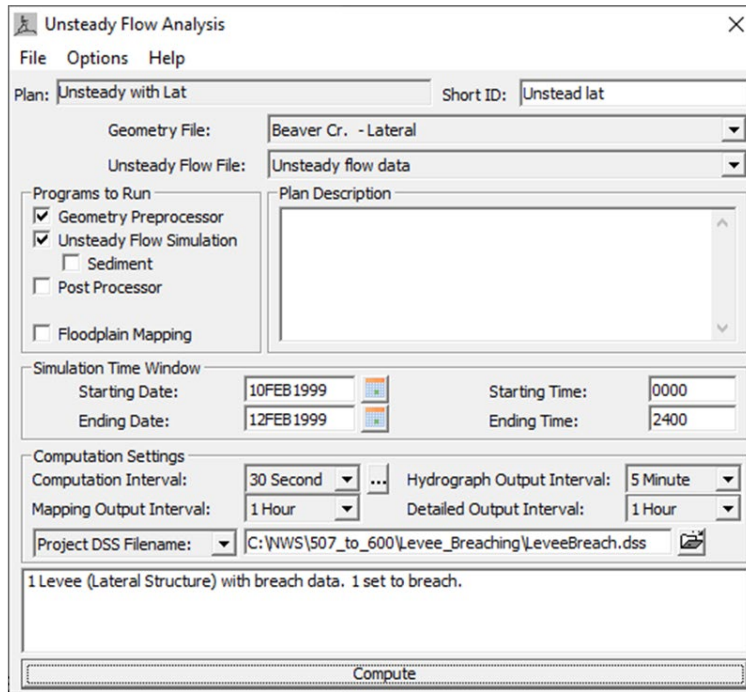 Unsteady Flow Analysis
File Options Help
Plan: Unsteady with Lat Short ID: Unstead lat
Geometry File: Beaver Cr. - Lateral
Unsteady Flow File: Unsteady flow data
Programs to Run
Geometry Preprocessor
Unsteady Flow Simulation
Sediment
Post Processor
Floodplain Mapping
Plan Description
Simulation Time Window
Starting Date: 10FEB1999 Starting Time: 0000
Ending Date: 12FEB1999 Ending Time: 2400
Computation Settings
Computation Interval: 30 Second ... Hydrograph Output Interval: 5 Minute
Mapping Output Interval: 1 Hour Detailed Output Interval: 1 Hour
Project DSS Filename: C:\NWS\507_to_600\Levee_Breaching\LeveeBreach.dss
1 Levee (Lateral Structure) with breach data. 1 set to breach.
Compute